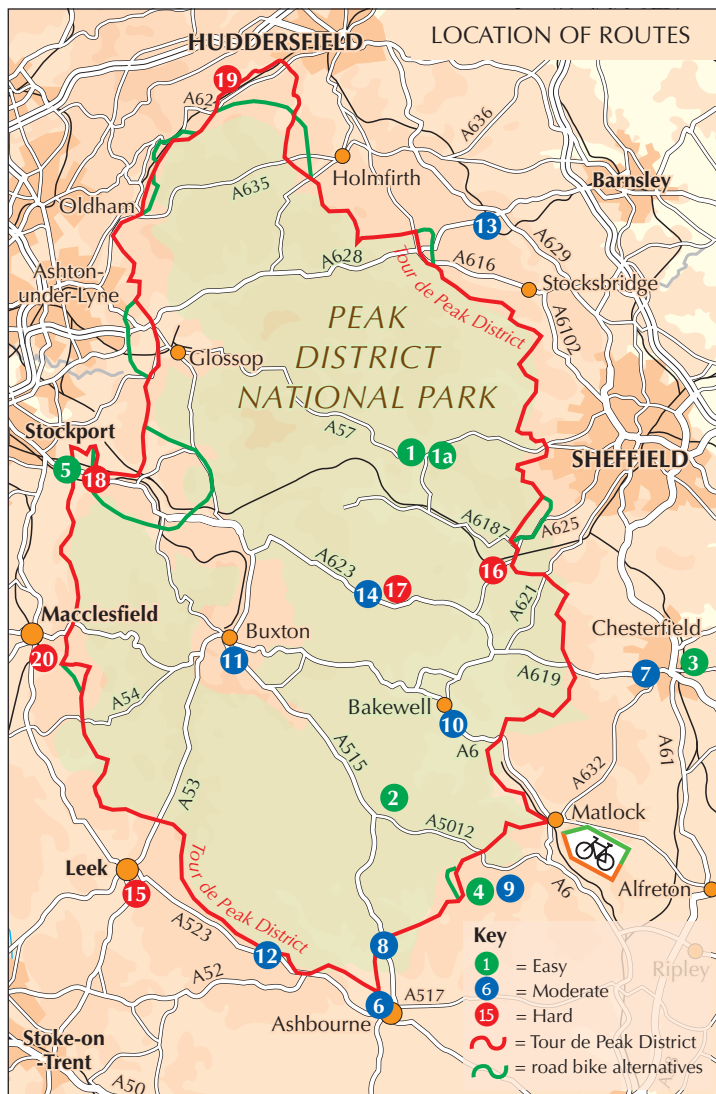 LOCATION OF ROUTES
HUDDERSFIELD
19
A62
A636
Holmfirth
Barnsley
Oldham
A635
13
A629
A628
Tour de Peak District
A616
Ashton-
under-Lyne
Stocksbridge
A6102
PEAK
DISTRICT
NATIONAL PARK
Glossop
A57
1
1a
Stockport
5
18
SHEFFIELD
A6187
A625
A623
14
17
16
A621
Macclesfield
20
Buxton
11
Chesterfield
7
3
A619
A54
Bakewell
10
A6
A515
A632
A61
A53
2
A5012
Matlock
Leek
15
Tour de Peak District
4
9
A6
Alfreton
A523
12
8
A52
6
A517
Ashbourne
Ripley
Stoke-on
-Trent
A50
A38
Key
1 = Easy
6 = Moderate
15 = Hard
= Tour de Peak District
= road bike alternatives